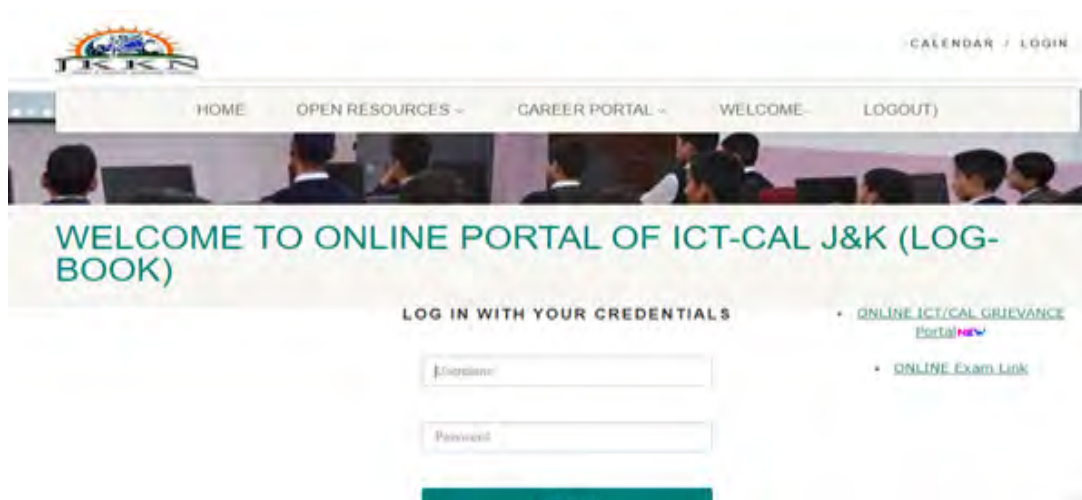 JKKN
CALENDAR / LOGIN
HOME OPEN RESOURCES CAREER PORTAL WELCOME- LOGOUT)
WELCOME TO ONLINE PORTAL OF ICT-CAL J&K (LOG-
BOOK)
LOG IN WITH YOUR CREDENTIALS
• ONLINE ICT/CAL GRIEVANCE
Portal NEW
• ONLINE Exam Link
Username
Password